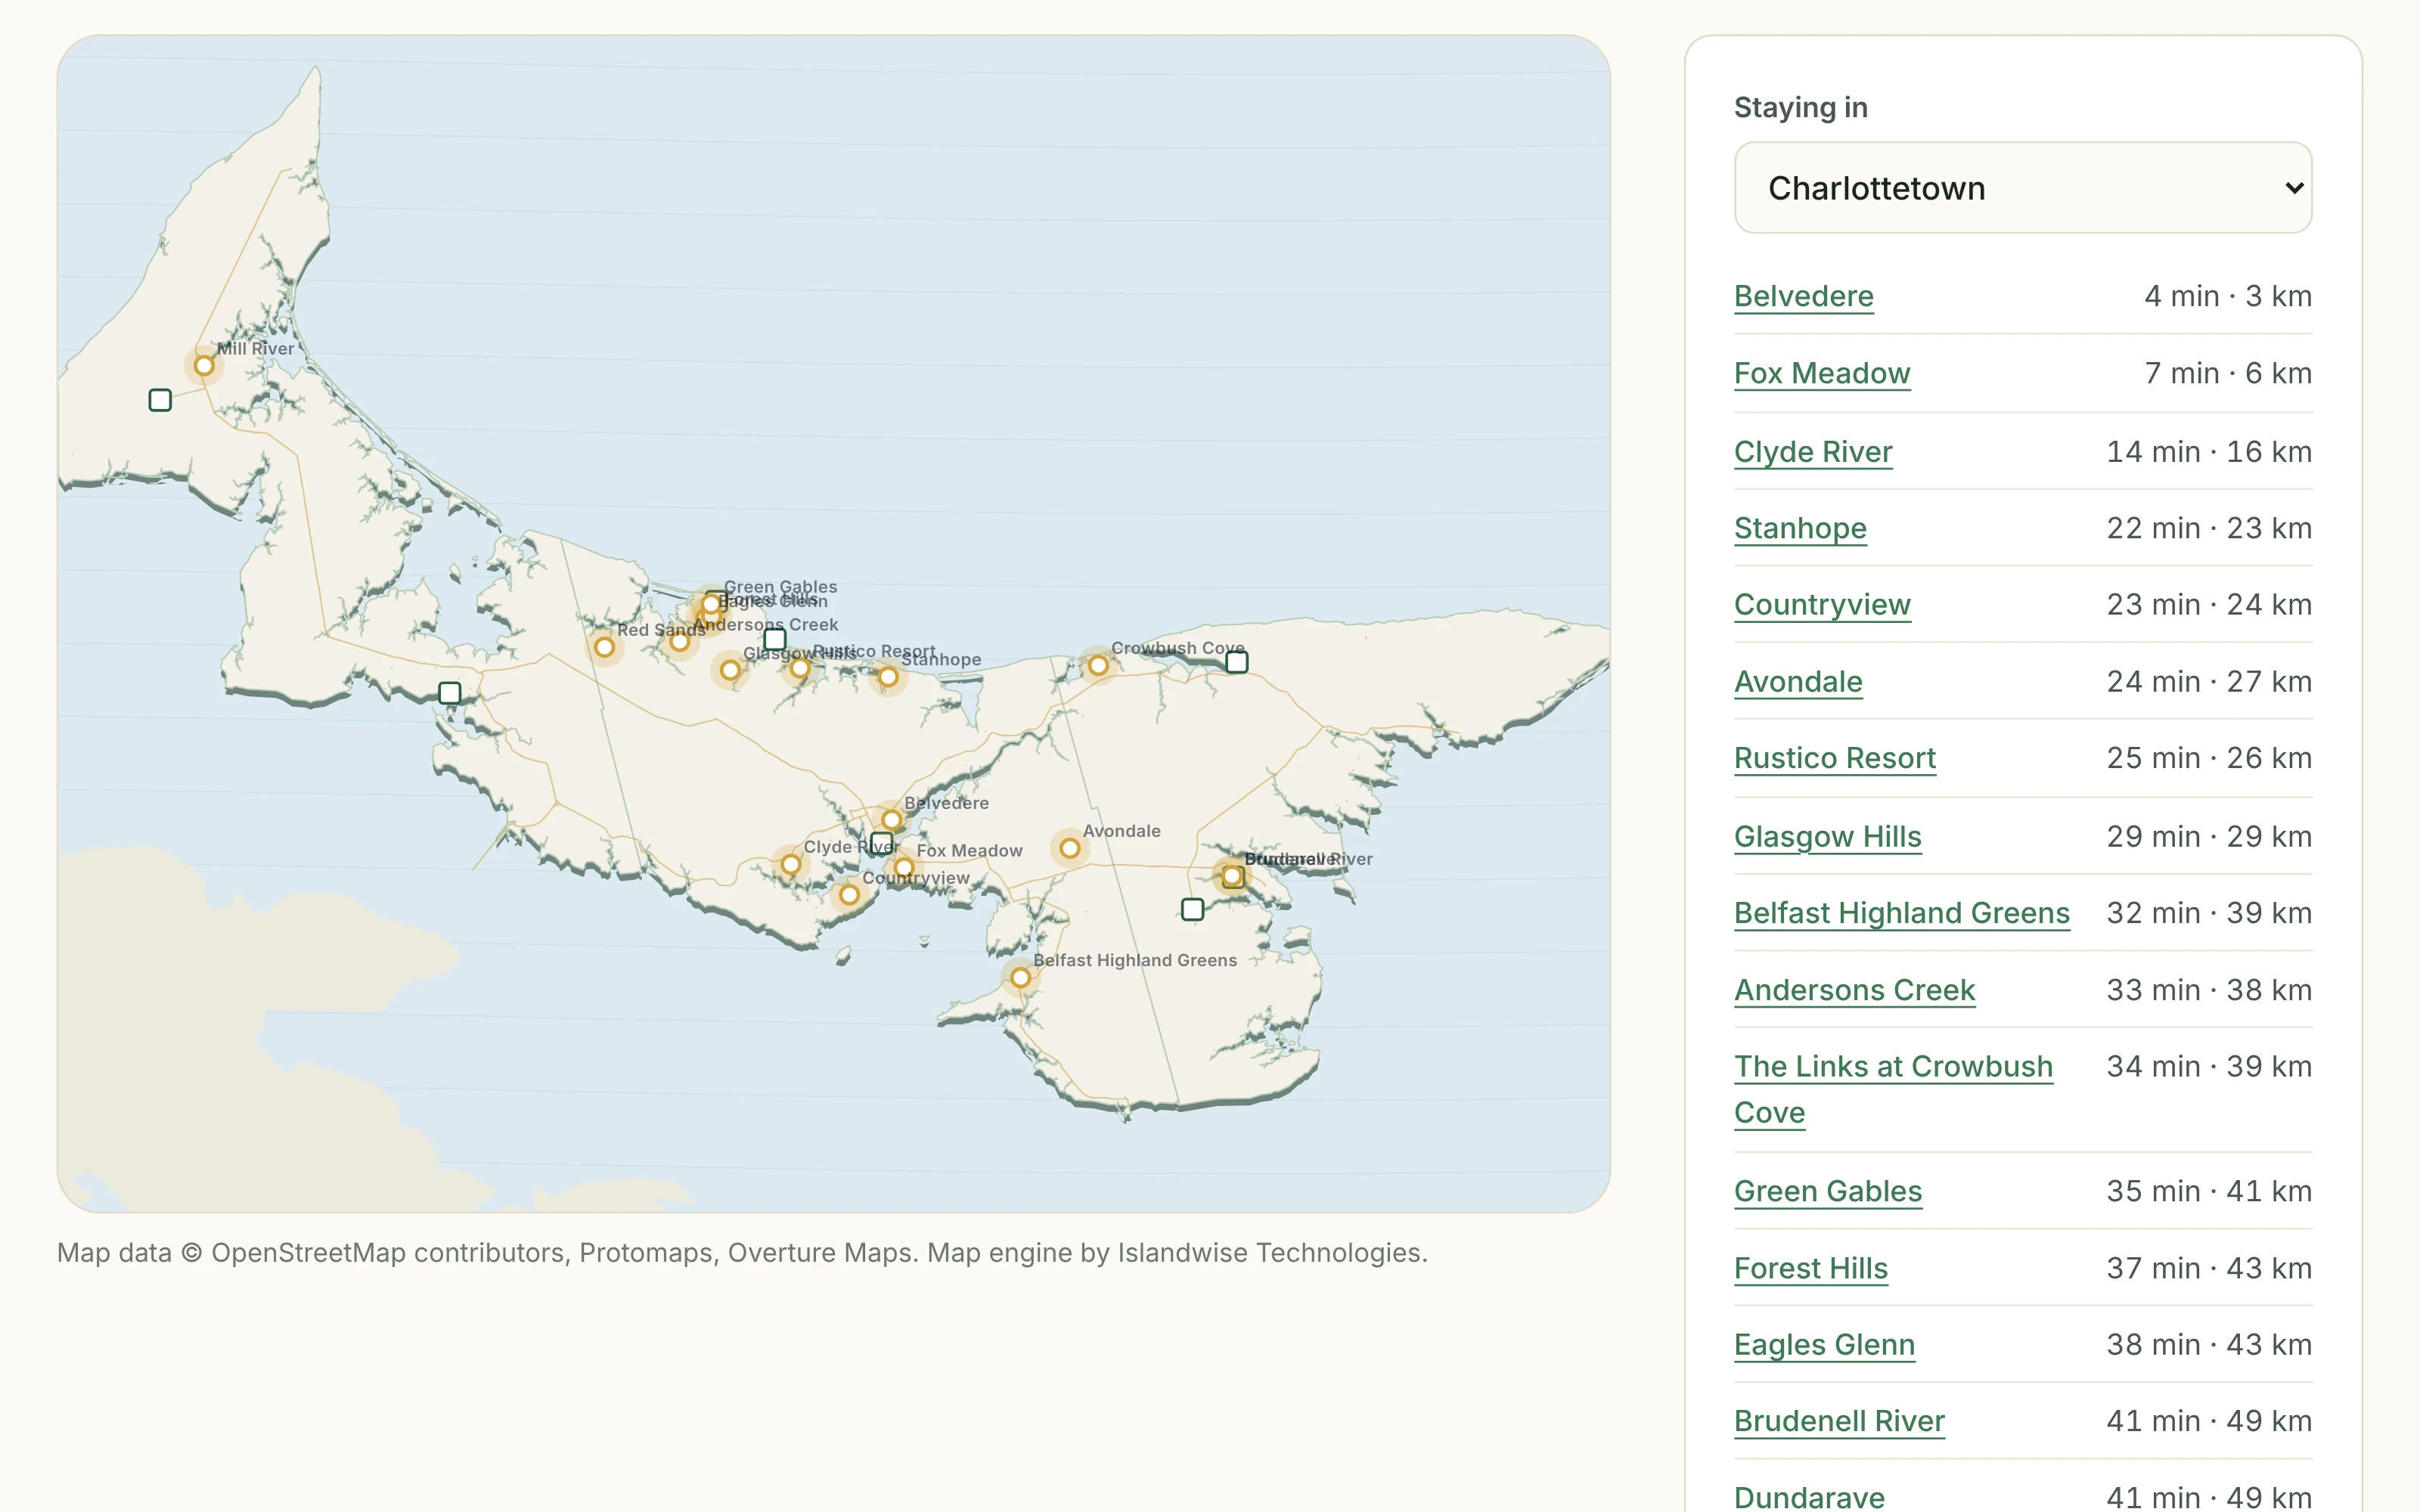 Mill River
Green Gables
Forest Hills
Eagles Glenn
Andersons Creek
Red Sands
Glasgow Hills
Rustico Resort
Stanhope
Crowbush Cove
Belvedere
Avondale
Clyde River
Fox Meadow
Countryview
Dundarave
Brudenell River
Belfast Highland Greens
Map data © OpenStreetMap contributors, Protomaps, Overture Maps. Map engine by Islandwise Technologies.
Staying in
Charlottetown
Belvedere 4 min · 3 km
Fox Meadow 7 min · 6 km
Clyde River 14 min · 16 km
Stanhope 22 min · 23 km
Countryview 23 min · 24 km
Avondale 24 min · 27 km
Rustico Resort 25 min · 26 km
Glasgow Hills 29 min · 29 km
Belfast Highland Greens 32 min · 39 km
Andersons Creek 33 min · 38 km
The Links at Crowbush 34 min · 39 km
Cove
Green Gables 35 min · 41 km
Forest Hills 37 min · 43 km
Eagles Glenn 38 min · 43 km
Brudenell River 41 min · 49 km
Dundarave 41 min · 49 km